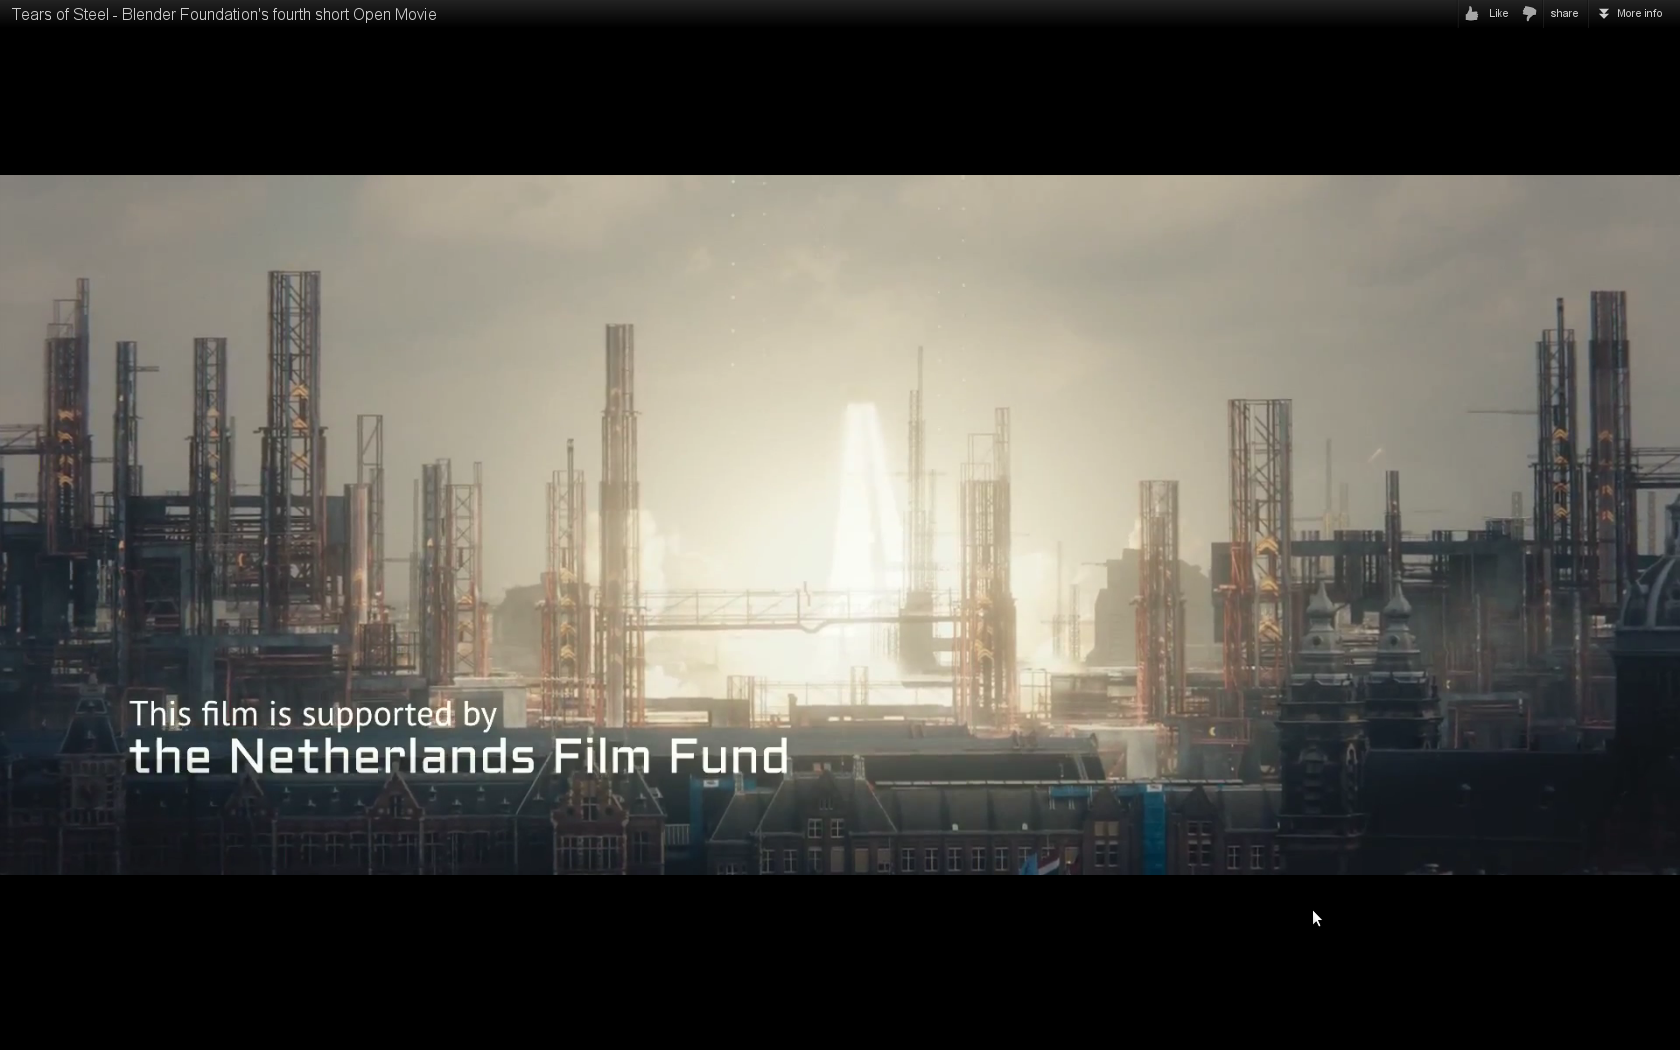 Tears of Steel - Blender Foundation's fourth short Open Movie
Like
share
More info
This film is supported by
the Netherlands Film Fund